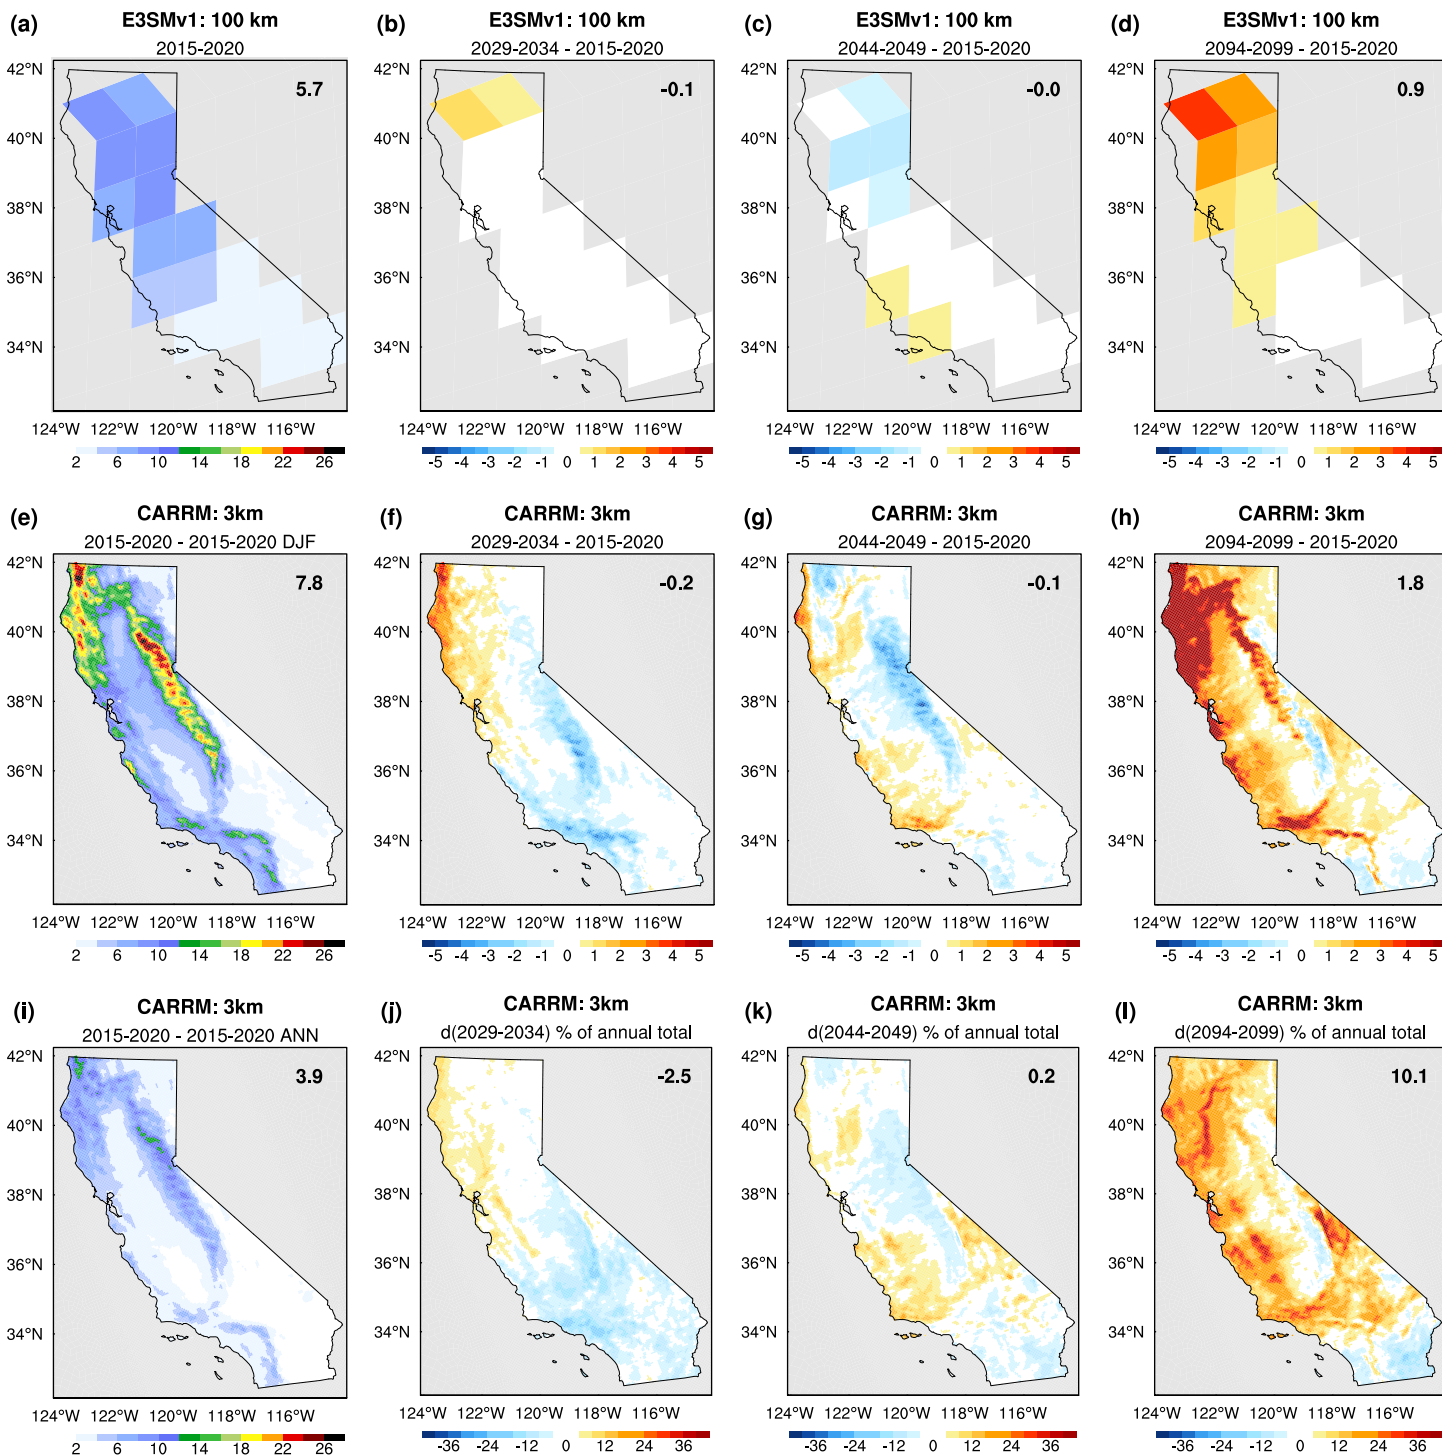 (a) E3SMv1: 100 km (b) E3SMv1: 100 km (c) E3SMv1: 100 km (d) E3SMv1: 100 km
2015-2020 2029-2034 - 2015-2020 2044-2049 - 2015-2020 2094-2099 - 2015-2020
42°N 5.7 42°N -0.1 42°N -0.0 42°N 0.9
40°N 40°N 40°N 40°N
38°N 38°N 38°N 38°N
36°N 36°N 36°N 36°N
34°N 34°N 34°N 34°N
124°W 122°W 120°W 118°W 116°W 124°W 122°W 120°W 118°W 116°W 124°W 122°W 120°W 118°W 116°W 124°W 122°W 120°W 118°W 116°W
2 6 10 14 18 22 26 -5 -4 -3 -2 -1 0 1 2 3 4 5 -5 -4 -3 -2 -1 0 1 2 3 4 5 -5 -4 -3 -2 -1 0 1 2 3 4 5
(e) CARRM: 3km (f) CARRM: 3km (g) CARRM: 3km (h) CARRM: 3km
2015-2020 - 2015-2020 DJF 2029-2034 - 2015-2020 2044-2049 - 2015-2020 2094-2099 - 2015-2020
42°N 7.8 42°N -0.2 42°N -0.1 42°N 1.8
40°N 40°N 40°N 40°N
38°N 38°N 38°N 38°N
36°N 36°N 36°N 36°N
34°N 34°N 34°N 34°N
124°W 122°W 120°W 118°W 116°W 124°W 122°W 120°W 118°W 116°W 124°W 122°W 120°W 118°W 116°W 124°W 122°W 120°W 118°W 116°W
2 6 10 14 18 22 26 -5 -4 -3 -2 -1 0 1 2 3 4 5 -5 -4 -3 -2 -1 0 1 2 3 4 5 -5 -4 -3 -2 -1 0 1 2 3 4 5
(i) CARRM: 3km (j) CARRM: 3km (k) CARRM: 3km (l) CARRM: 3km
2015-2020 - 2015-2020 ANN d(2029-2034) % of annual total d(2044-2049) % of annual total d(2094-2099) % of annual total
42°N 3.9 42°N -2.5 42°N 0.2 42°N 10.1
40°N 40°N 40°N 40°N
38°N 38°N 38°N 38°N
36°N 36°N 36°N 36°N
34°N 34°N 34°N 34°N
124°W 122°W 120°W 118°W 116°W 124°W 122°W 120°W 118°W 116°W 124°W 122°W 120°W 118°W 116°W 124°W 122°W 120°W 118°W 116°W
2 6 10 14 18 22 26 -36 -24 -12 0 12 24 36 -36 -24 -12 0 12 24 36 -36 -24 -12 0 12 24 36